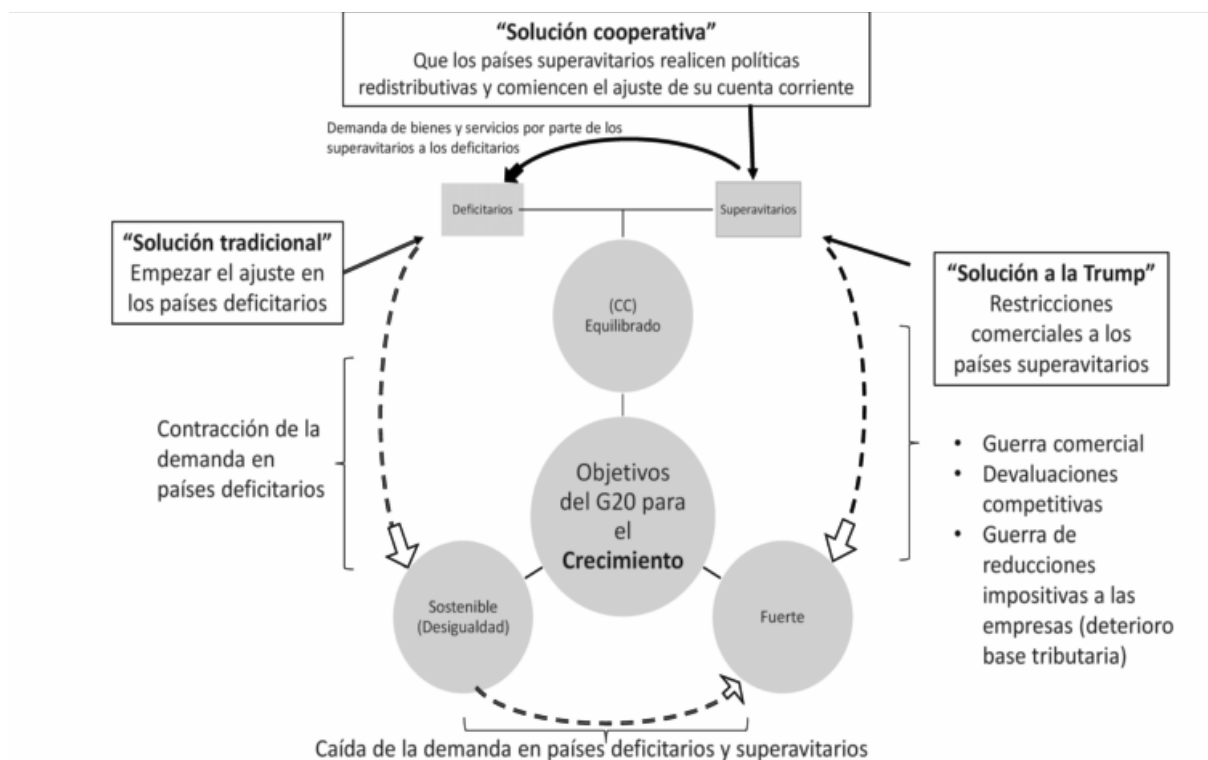 “Solución cooperativa”
Que los países superavitarios realicen políticas
redistributivas y comiencen el ajuste de su cuenta corriente
Demanda de bienes y servicios por parte de los
superavitarios a los deficitarios
Deficitarios
Superavitarios
“Solución tradicional”
Empezar el ajuste en
los países deficitarios
“Solución a la Trump”
Restricciones
comerciales a los
países superavitarios
(CC)
Equilibrado
Contracción de la
demanda en
países deficitarios
Objetivos
del G20 para
el
Crecimiento
• Guerra comercial
• Devaluaciones
competitivas
• Guerra de
reducciones
impositivas a las
empresas (deterioro
base tributaria)
Sostenible
(Desigualdad)
Fuerte
Caída de la demanda en países deficitarios y superavitarios